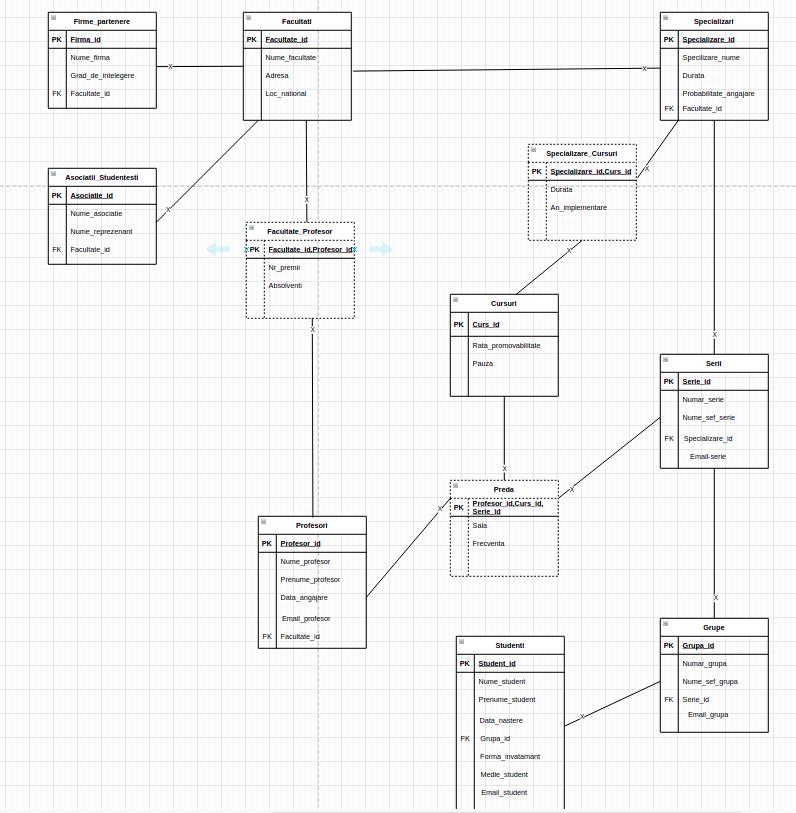 Firme_partenere
PK Firma_id
Nume_firma
Grad_de_intelegere
FK Facultate_id
Facultati
PK Facultate_id
Nume_facultate
Adresa
Loc_national
Specializari
PK Specializare_id
Specilizare_nume
Durata
Probabilitate_angajare
FK Facultate_id
X
X
Specializare_Cursuri
PK Specializare_id,Curs_id
Durata
An_implementare
X
Asociatii_Studentesti
PK Asociatie_id
Nume_asociatie
Nume_reprezenant
FK Facultate_id
X
X
Facultate_Profesor
PK Facultate_id,Profesor_id
Nr_premii
Absolventi
X
X
Cursuri
PK Curs_id
Rata_promovabilitate
Pauza
X
X
Serii
PK Serie_id
Numar_serie
Nume_sef_serie
FK Specializare_id
Email-serie
X
Preda
PK Profesor_id,Curs_id,
Serie_id
Sala
Frecventa
X
X
Profesori
PK Profesor_id
Nume_profesor
Prenume_profesor
Data_angajare
Email_profesor
FK Facultate_id
X
Grupe
PK Grupa_id
Numar_grupa
Nume_sef_grupa
FK Serie_id
Email_grupa
Studenti
PK Student_id
Nume_student
Prenume_student
Data_nastere
FK Grupa_id
Forma_invatamant
Medie_student
Email_student
X